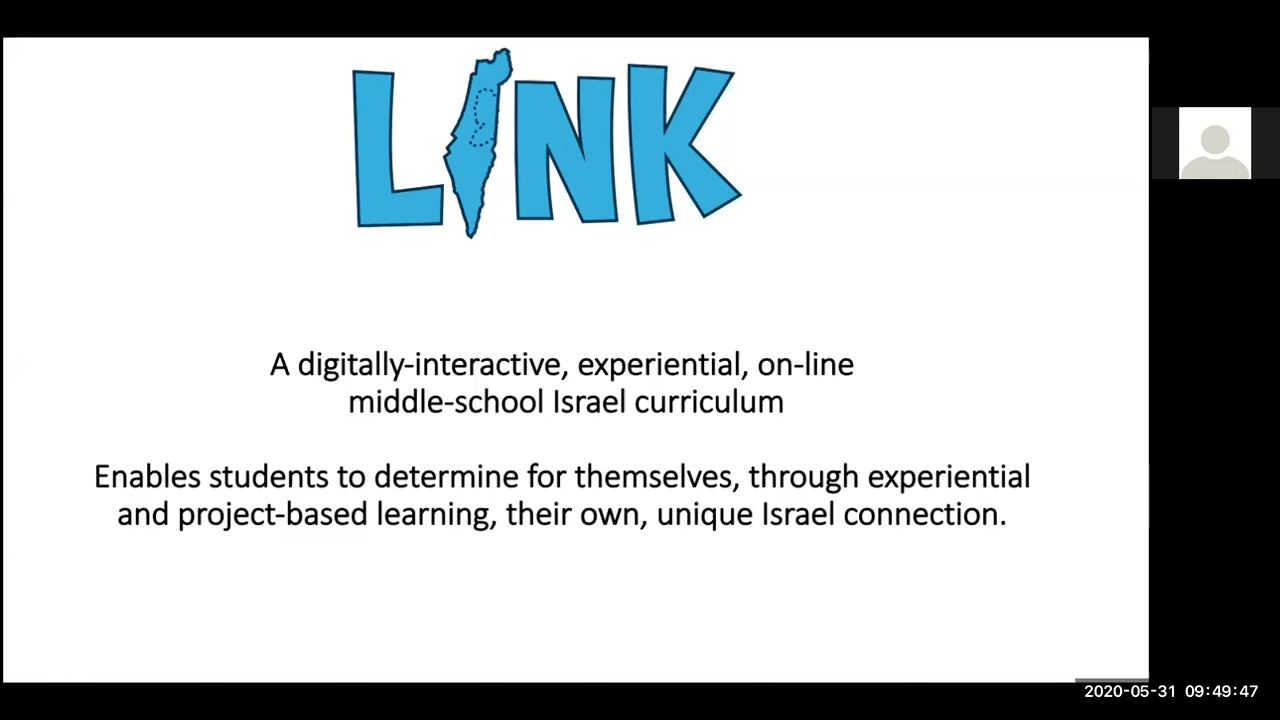 LINK
A digitally-interactive, experiential, on-line
middle-school Israel curriculum
Enables students to determine for themselves, through experiential
and project-based learning, their own, unique Israel connection.
2020-05-31 09:49:47